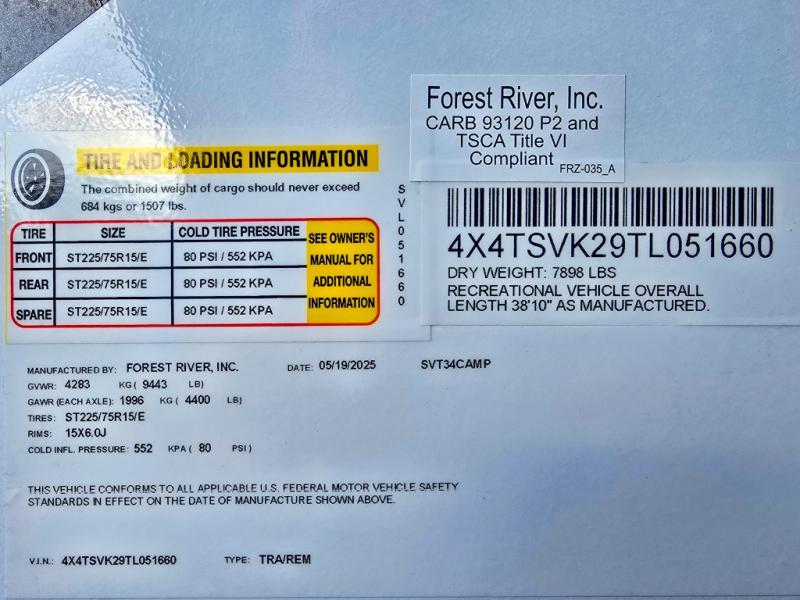 Forest River, Inc.
CARB 93120 P2 and
TSCA Title VI
Compliant
FRZ-035_A
TIRE AND LOADING INFORMATION
The combined weight of cargo should never exceed
684 kgs or 1507 lbs.
TIRE SIZE COLD TIRE PRESSURE
FRONT ST225/75R15/E 80 PSI / 552 KPA
REAR ST225/75R15/E 80 PSI / 552 KPA
SPARE ST225/75R15/E 80 PSI / 552 KPA
SEE OWNER'S
MANUAL FOR
ADDITIONAL
INFORMATION
SVL051660
4X4TSVK29TL051660
DRY WEIGHT: 7898 LBS
RECREATIONAL VEHICLE OVERALL
LENGTH 38'10" AS MANUFACTURED.
MANUFACTURED BY: FOREST RIVER, INC. DATE: 05/19/2025 SVT34CAMP
GVWR: 4283 KG ( 9443 LB)
GAWR (EACH AXLE): 1996 KG ( 4400 LB)
TIRES: ST225/75R15/E
RIMS: 15X6.0J
COLD INFL. PRESSURE: 552 KPA ( 80 PSI )
THIS VEHICLE CONFORMS TO ALL APPLICABLE U.S. FEDERAL MOTOR VEHICLE SAFETY
STANDARDS IN EFFECT ON THE DATE OF MANUFACTURE SHOWN ABOVE.
V.I.N.: 4X4TSVK29TL051660 TYPE: TRA/REM